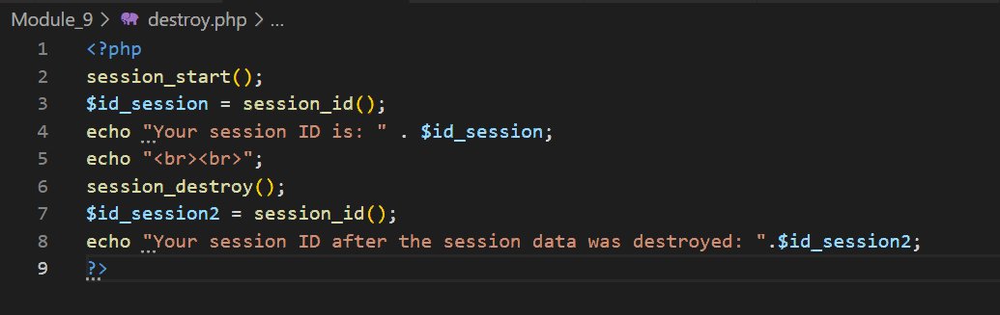 Module_9 > destroy.php > ...
1 <?php
2 session_start();
3 $id_session = session_id();
4 echo "Your session ID is: " . $id_session;
5 echo "<br><br>";
6 session_destroy();
7 $id_session2 = session_id();
8 echo "Your session ID after the session data was destroyed: ".$id_session2;
9 ?>